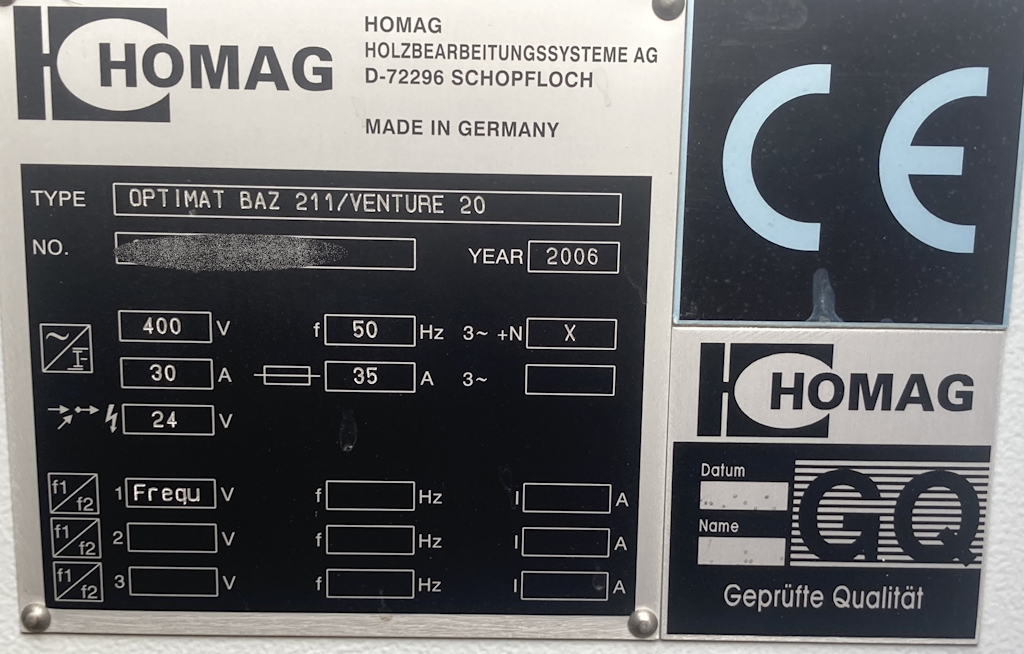 HOMAG
HOMAG
HOLZBEARBEITUNGSSYSTEME AG
D-72296 SCHOPFLOCH
MADE IN GERMANY
TYPE OPTIMAT BAZ 211/VENTURE 20
NO. YEAR 2006
400 V f 50 Hz 3~ +N X
30 A 35 A 3~
24 V
f1/f2 1 Frequ V f Hz I A
f1/f2 2 V f Hz I A
f1/f2 3 V f Hz I A
CE
HOMAG
Datum
Name
GQ
Geprüfte Qualität